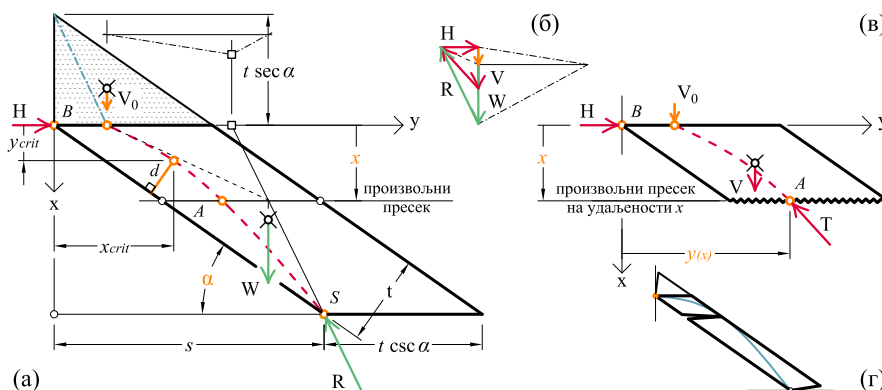 (а)
t sec α
H
B
V0
y
ycrit
d
x
x
произвољни
пресек
A
xcrit
α
W
S
t
s
t csc α
R
(б)
H
V
R
W
(в)
V0
H
B
y
x
произвољни пресек
на удаљености x
V
A
T
y(x)
x
(г)